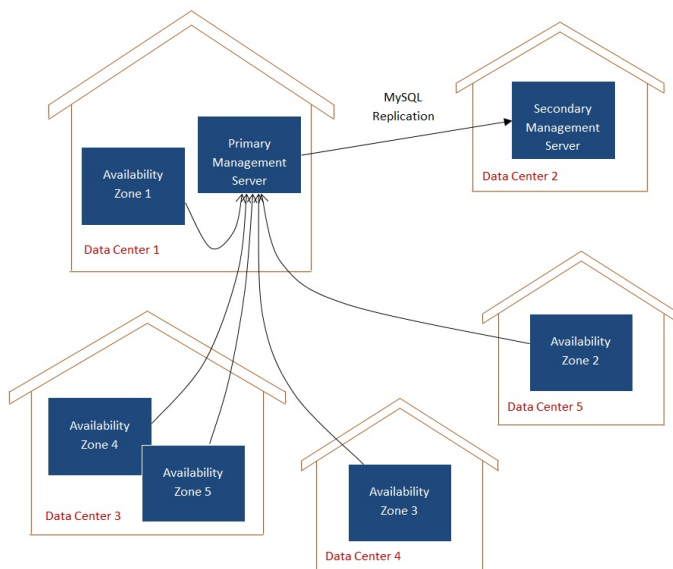 MySQL
Replication
Secondary
Management
Server
Data Center 2
Primary
Management
Server
Availability
Zone 1
Data Center 1
Availability
Zone 2
Data Center 5
Availability
Zone 4
Availability
Zone 5
Data Center 3
Availability
Zone 3
Data Center 4